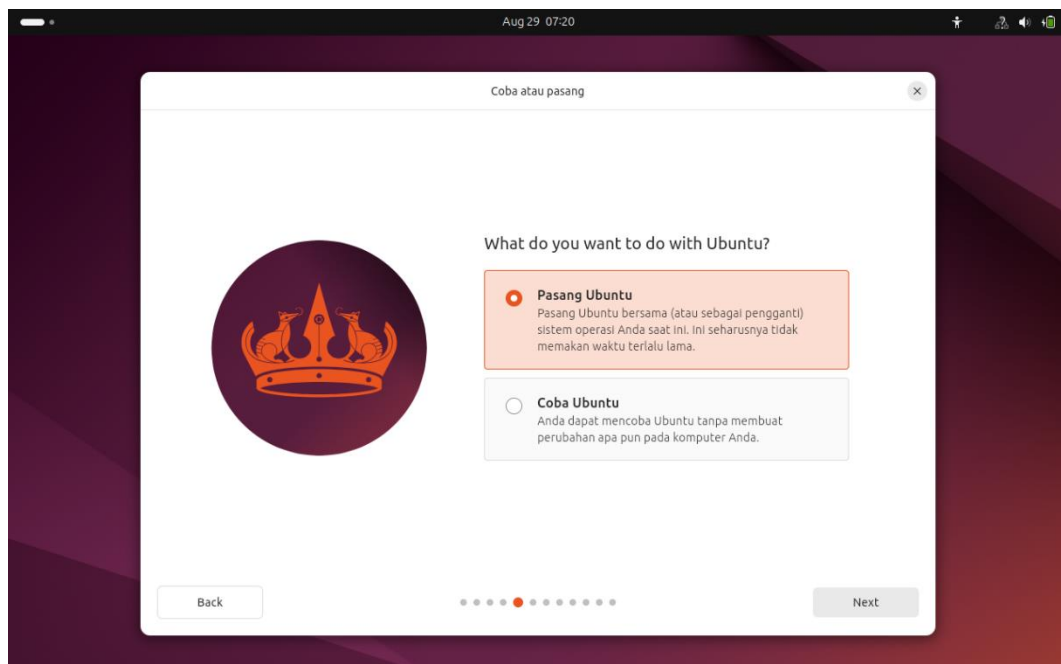 Aug 29 07:20
Coba atau pasang
What do you want to do with Ubuntu?
Pasang Ubuntu
Pasang Ubuntu bersama (atau sebagai pengganti)
sistem operasi Anda saat ini. Ini seharusnya tidak
memakan waktu terlalu lama.
Coba Ubuntu
Anda dapat mencoba Ubuntu tanpa membuat
perubahan apa pun pada komputer Anda.
Back
Next